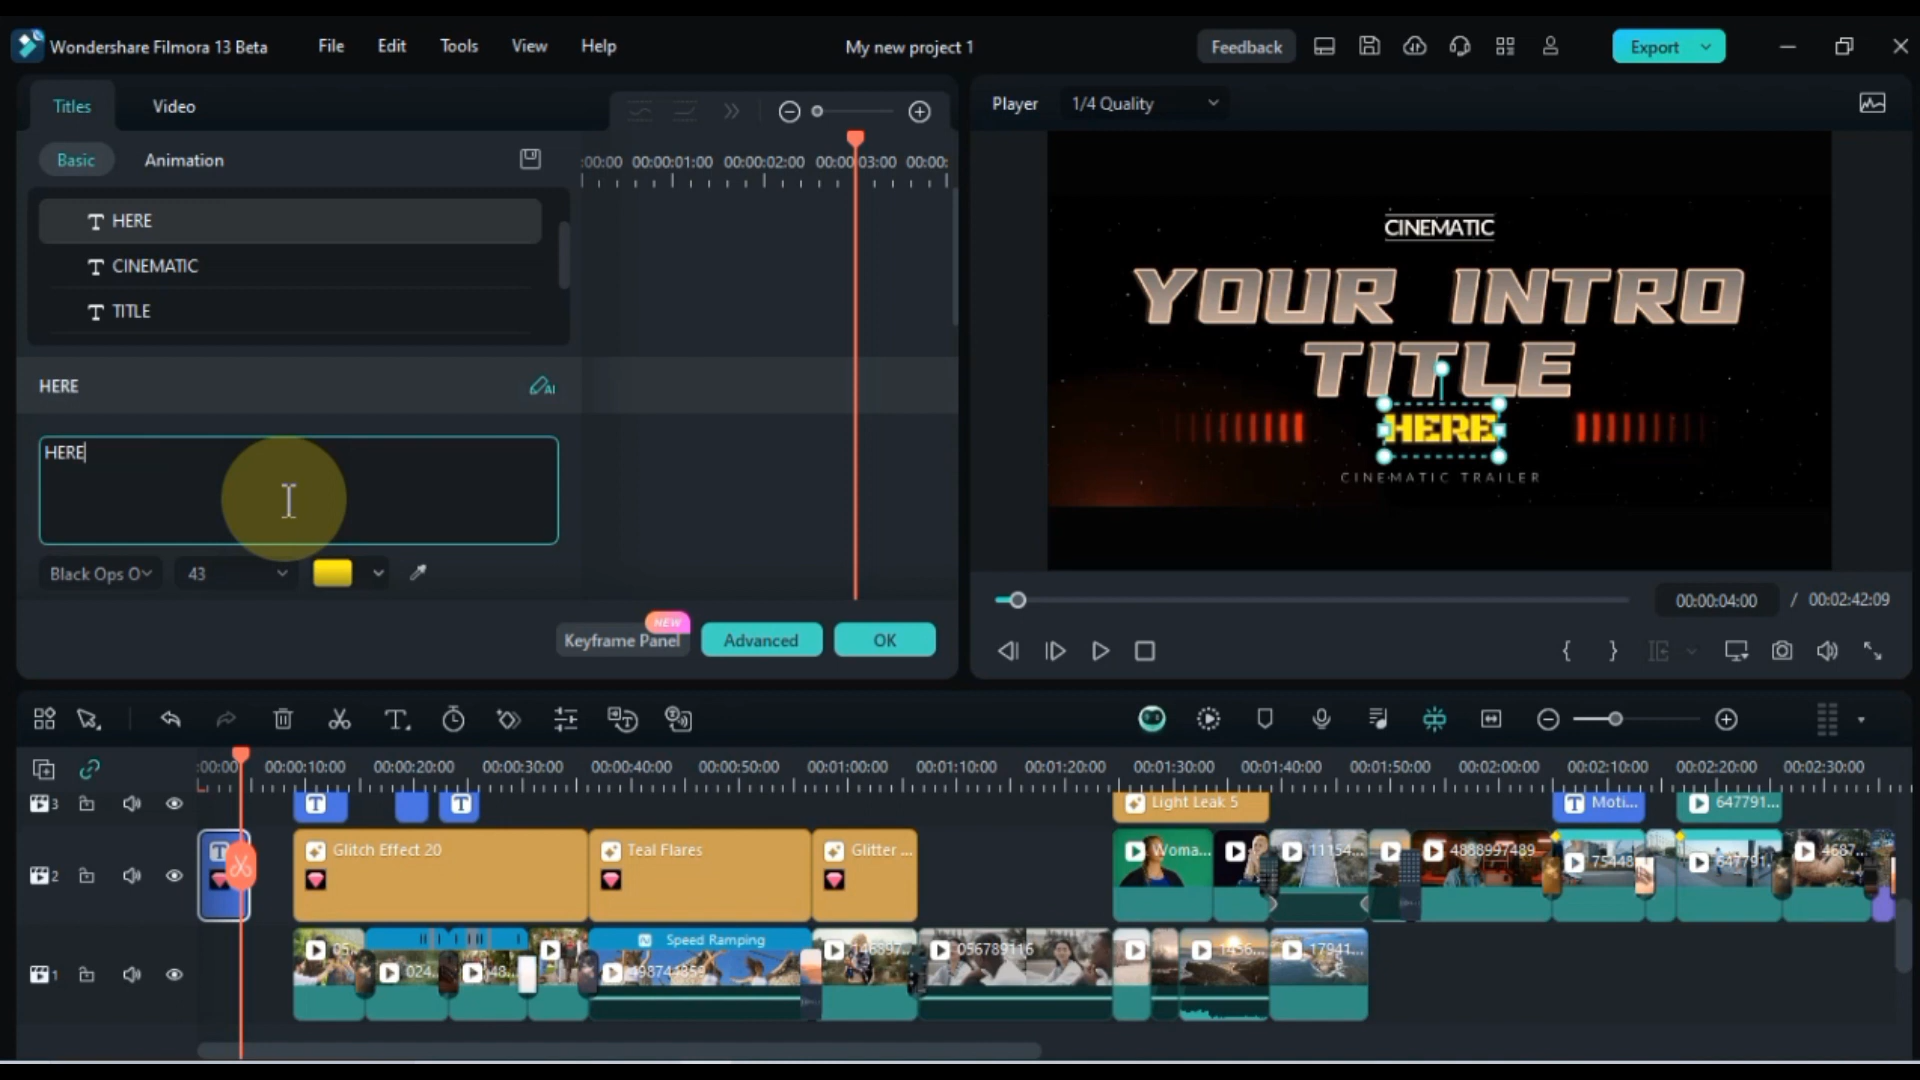 Wondershare Filmora 13 Beta File Edit Tools View Help My new project 1 Feedback Export
Titles Video
Basic Animation
HERE
CINEMATIC
TITLE
HERE
HERE
Black Ops O 43
:00:00 00:00:01:00 00:00:02:00 00:00:03:00 00:00:
NEW
Keyframe Panel Advanced OK
Player 1/4 Quality
CINEMATIC
YOUR INTRO
TITLE
HERE
CINEMATIC TRAILER
00:00:04:00 / 00:02:42:09
:00:00 00:00:10:00 00:00:20:00 00:00:30:00 00:00:40:00 00:00:50:00 00:01:00:00 00:01:10:00 00:01:20:00 00:01:30:00 00:01:40:00 00:01:50:00 00:02:00:00 00:02:10:00 00:02:20:00 00:02:30:00
3 T T Light Leak 5 T Moti... 647791...
2 T Glitch Effect 20 Teal Flares Glitter ... Woma... 11154... 4888997489 75448 647791 4687...
1 05... 024... 48... Speed Ramping 498744859 146897... 056789116 1456... 17941...